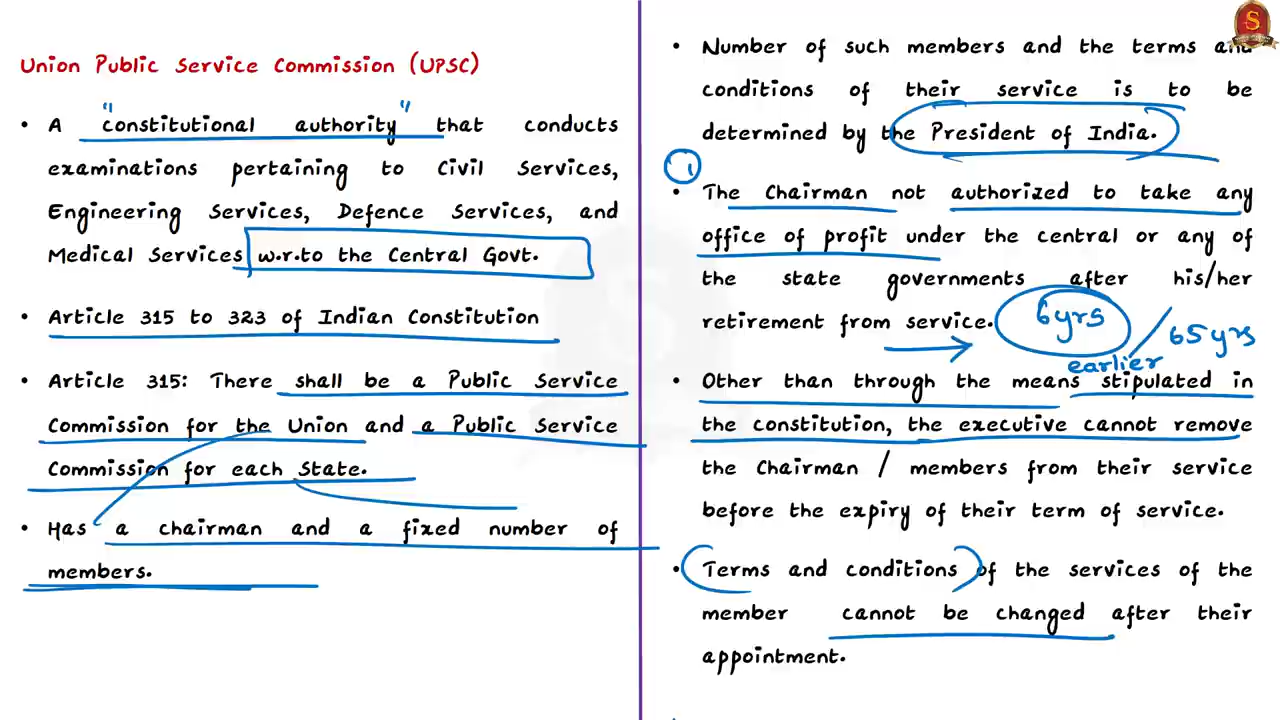 Union Public Service Commission (UPSC)
• A "constitutional authority" that conducts
examinations pertaining to Civil Services,
Engineering Services, Defence Services, and
Medical Services w.r.to the Central Govt.
• Article 315 to 323 of Indian Constitution
• Article 315: There shall be a Public Service
Commission for the Union and a Public Service
Commission for each State.
• Has a chairman and a fixed number of
members.
• Number of such members and the terms and
conditions of their service is to be
determined by the President of India.
1
• The Chairman not authorized to take any
office of profit under the central or any of
the state governments after his/her
retirement from service.
6yrs / 65 yrs
earlier
• Other than through the means stipulated in
the constitution, the executive cannot remove
the Chairman / members from their service
before the expiry of their term of service.
• Terms and conditions of the services of the
member cannot be changed after their
appointment.
S